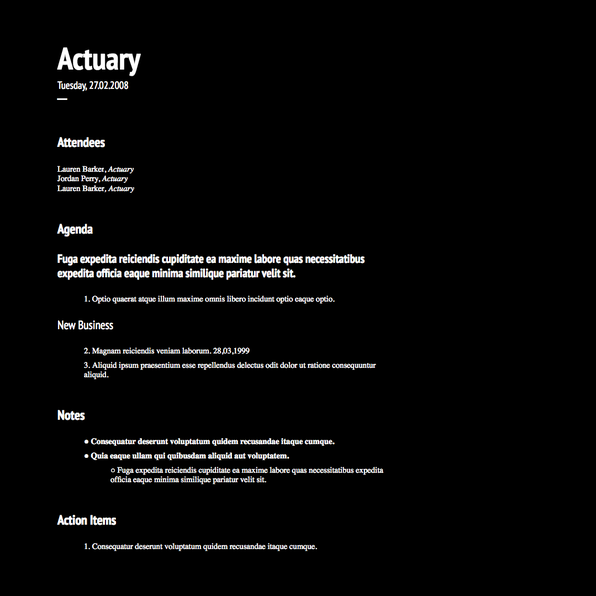 Actuary
Tuesday, 27.02.2008
Attendees
Lauren Barker, Actuary
Jordan Perry, Actuary
Lauren Barker, Actuary
Agenda
Fuga expedita reiciendis cupiditate ea maxime labore quas necessitatibus
expedita officia eaque minima similique pariatur velit sit.
1. Optio quaerat atque illum maxime omnis libero incidunt optio eaque optio.
New Business
2. Magnam reiciendis veniam laborum. 28,03,1999
3. Aliquid ipsum praesentium esse repellendus delectus odit dolor ut ratione consequuntur
aliquid.
Notes
● Consequatur deserunt voluptatum quidem recusandae itaque cumque.
● Quia eaque ullam qui quibusdam aliquid aut voluptatem.
○ Fuga expedita reiciendis cupiditate ea maxime labore quas necessitatibus expedita
officia eaque minima similique pariatur velit sit.
Action Items
1. Consequatur deserunt voluptatum quidem recusandae itaque cumque.